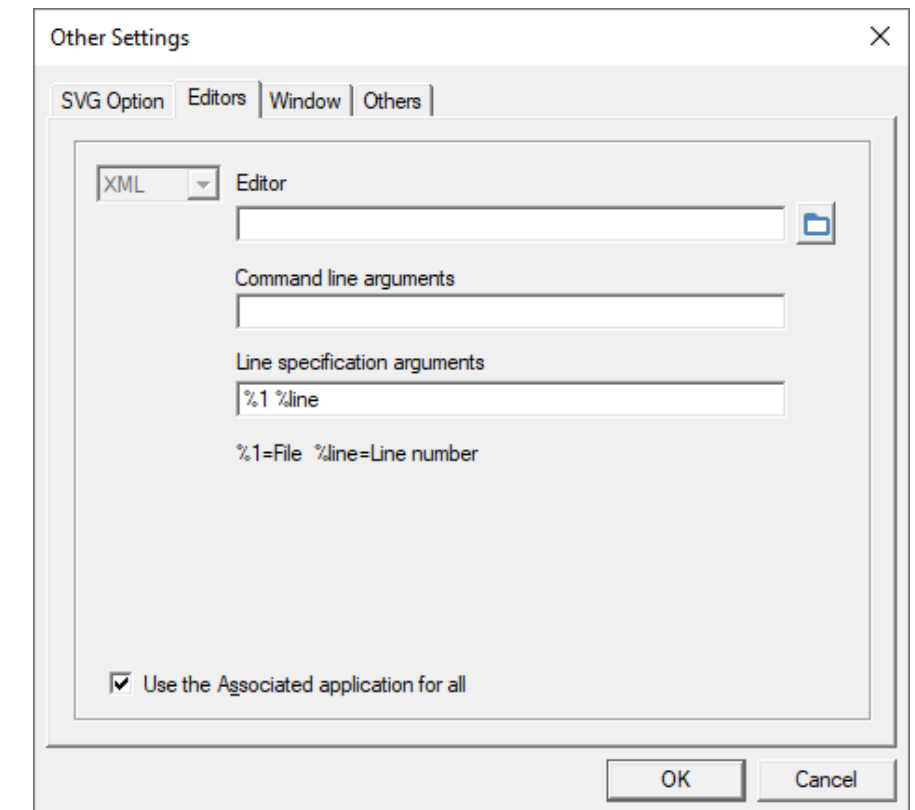 Other Settings
SVG Option Editors Window Others
XML Editor
Command line arguments
Line specification arguments
%1 %line
%1=File %line=Line number
Use the Associated application for all
OK Cancel